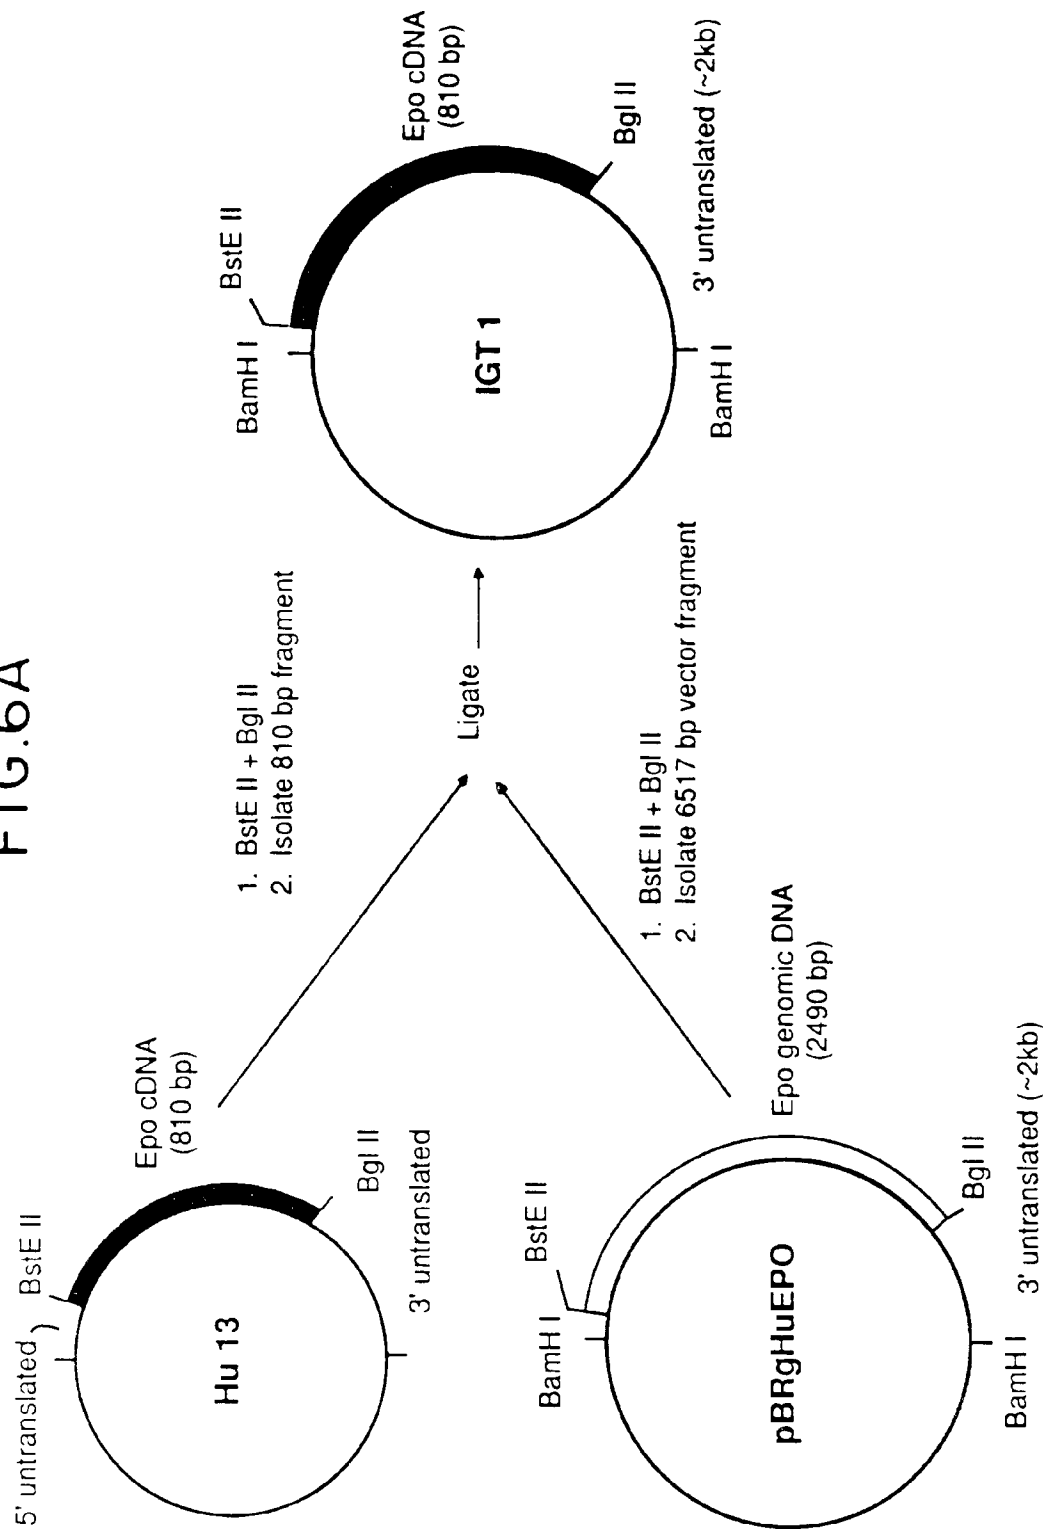 FIG.6A
5' untranslated
BstE II
Epo cDNA
(810 bp)
Hu 13
Bgl II
3' untranslated
1. BstE II + Bgl II
2. Isolate 810 bp fragment
BamH I
BstE II
Epo genomic DNA
(2490 bp)
pBRgHuEPO
Bgl II
3' untranslated (~2kb)
BamH I
1. BstE II + Bgl II
2. Isolate 6517 bp vector fragment
Ligate
BamH I
BstE II
Epo cDNA
(810 bp)
IGT 1
Bgl II
3' untranslated (~2kb)
BamH I